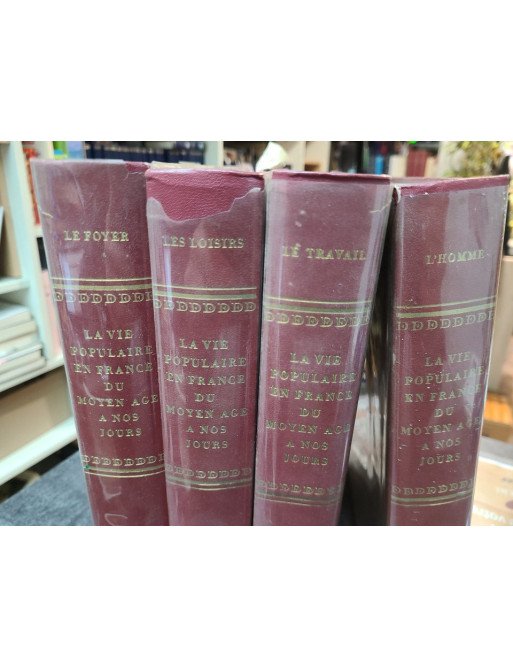 LE FOYER
LA VIE
POPULAIRE
EN FRANCE
DU
MOYEN AGE
A NOS
JOURS
LES LOISIRS
LA VIE
POPULAIRE
EN FRANCE
DU
MOYEN AGE
A NOS
JOURS
LE TRAVAIL
LA VIE
POPULAIRE
EN FRANCE
DU
MOYEN AGE
A NOS
JOURS
L'HOMME
LA VIE
POPULAIRE
EN FRANCE
DU
MOYEN AGE
A NOS
JOURS